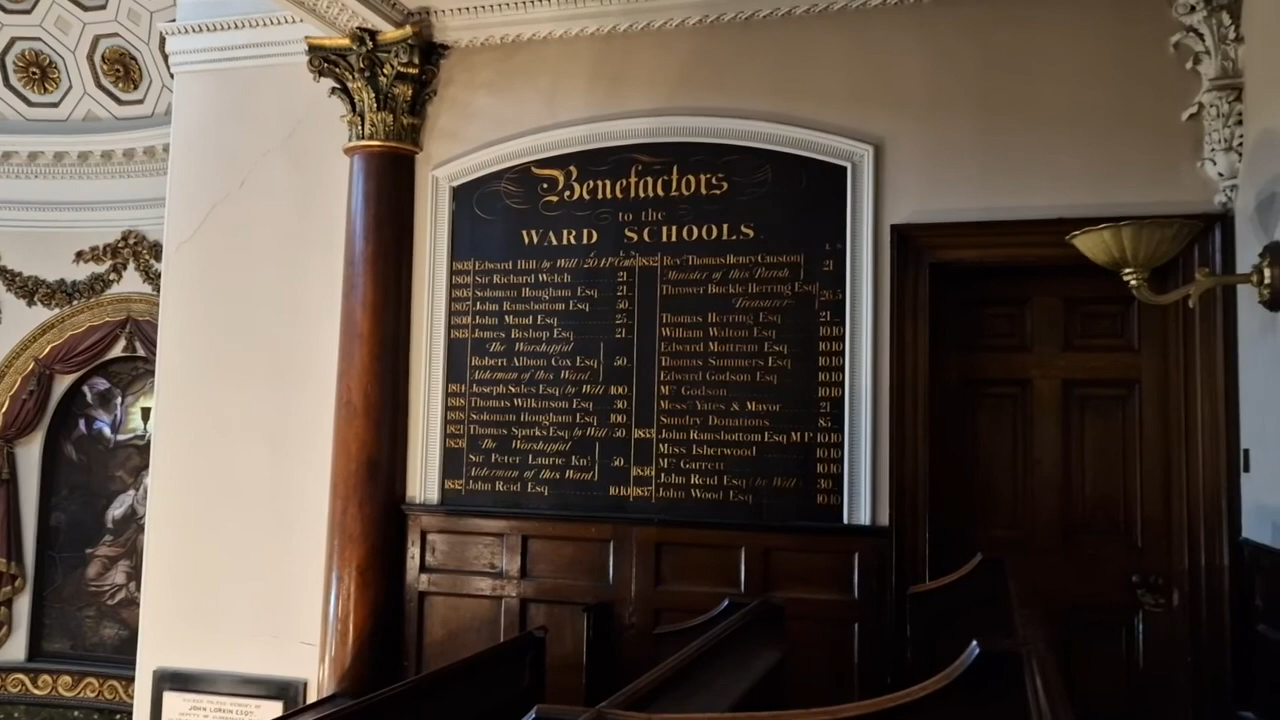 Benefactors
to the
WARD SCHOOLS.
L S
1803 Edward Hill (by Will) 20 4 P Cents
1804 Sir Richard Welch 21
1805 Soloman Hougham Esq 21
1807 John Ramsbottom Esq 50
1809 John Maud Esq 25
1813 James Bishop Esq 21
The Worshipful
Robert Albion Cox Esq 50
Alderman of this Ward
1814 Joseph Sales Esq (by Will) 100
1818 Thomas Wilkinson Esq 30
1818 Soloman Hougham Esq 100
1821 Thomas Sparks Esq (by Will) 50
1826 The Worshipful
Sir Peter Laurie Knt 50
Alderman of this Ward
1832 John Reid Esq 10.10
L S
1832 Revd Thomas Henry Causton 21
Minister of this Parish
Thrower Buckle Herring Esq 26.5
Treasurer
Thomas Herring Esq 21
William Walton Esq 10.10
Edward Mottram Esq 10.10
Thomas Summers Esq 10.10
Edward Godson Esq 10.10
Mrs Godson 10.10
Messrs Yates & Mayor 21
Sundry Donations 85
1833 John Ramsbottom Esq M.P. 10.10
Miss Isherwood 10.10
Mrs Garrett 10.10
1836 John Reid Esq (by Will) 30
1837 John Wood Esq 10.10
JOHN LORKIN ESQR